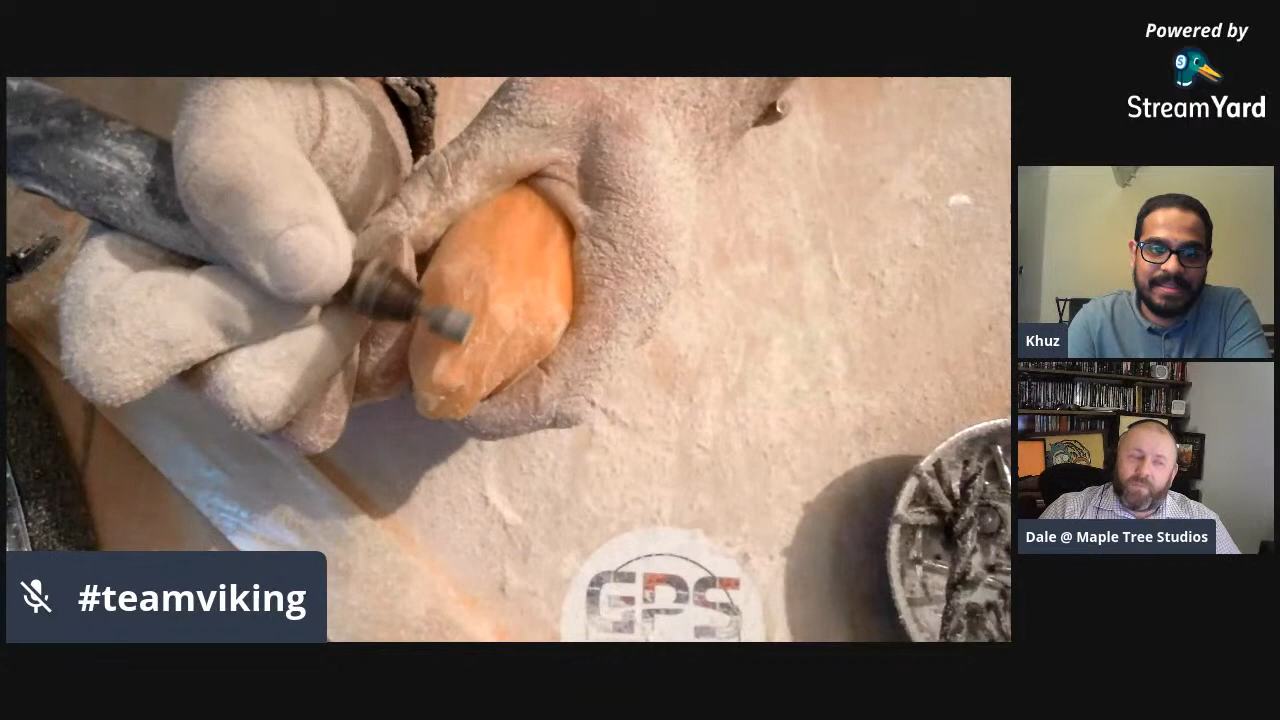 Powered by
StreamYard
Khuz
Dale @ Maple Tree Studios
#teamviking
GPS